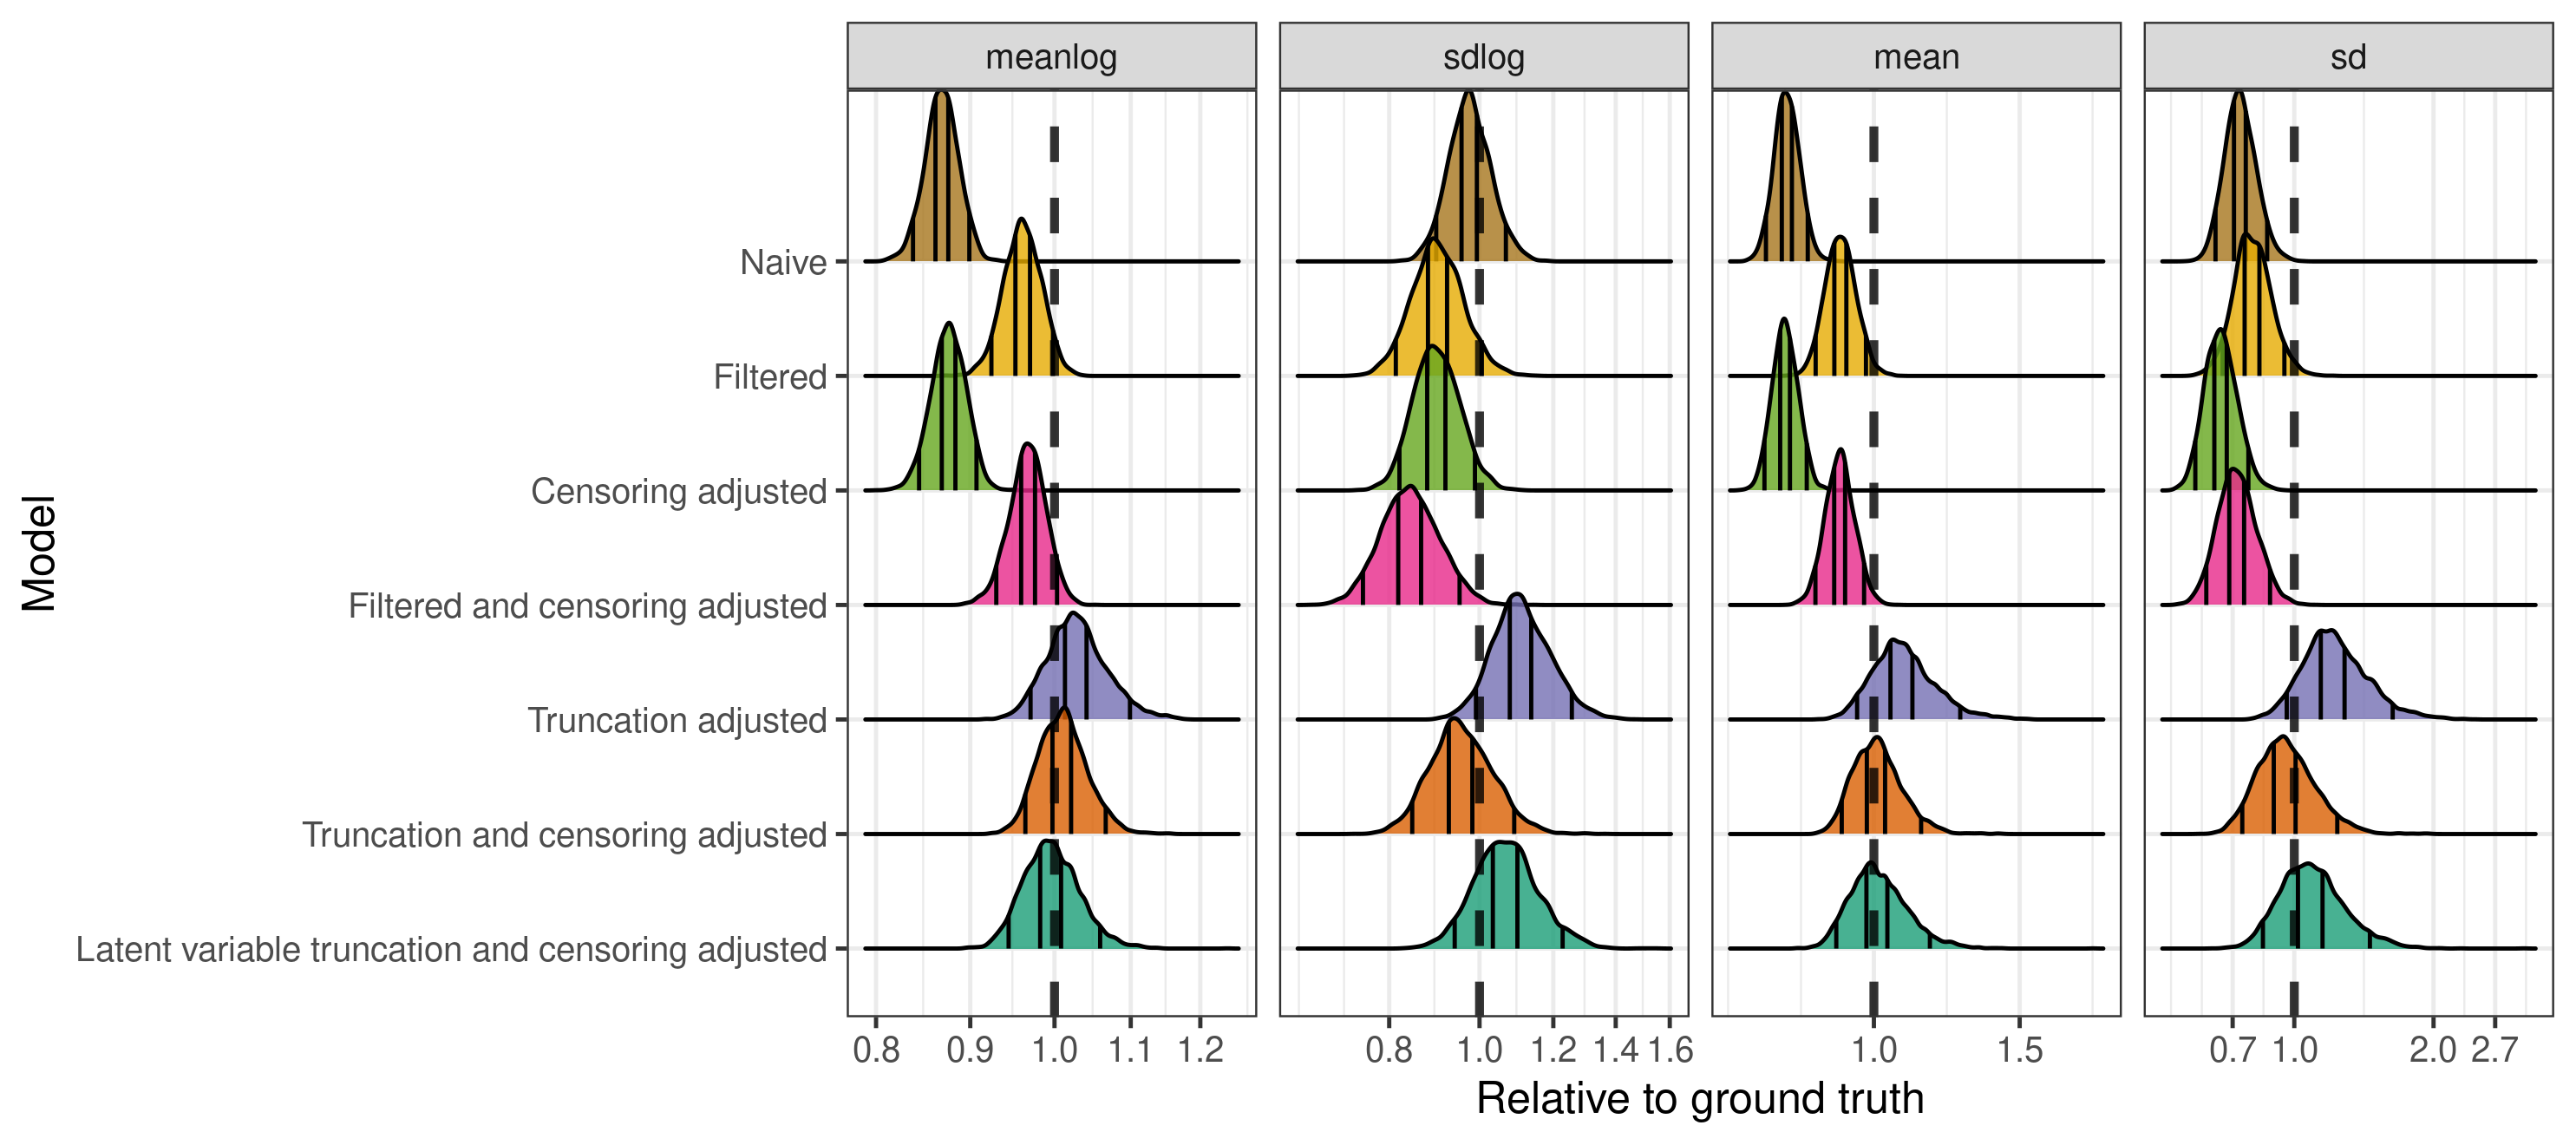 meanlog sdlog mean sd
Model
Naive
Filtered
Censoring adjusted
Filtered and censoring adjusted
Truncation adjusted
Truncation and censoring adjusted
Latent variable truncation and censoring adjusted
0.8 0.9 1.0 1.1 1.2 0.8 1.0 1.2 1.4 1.6 1.0 1.5 0.7 1.0 2.0 2.7
Relative to ground truth